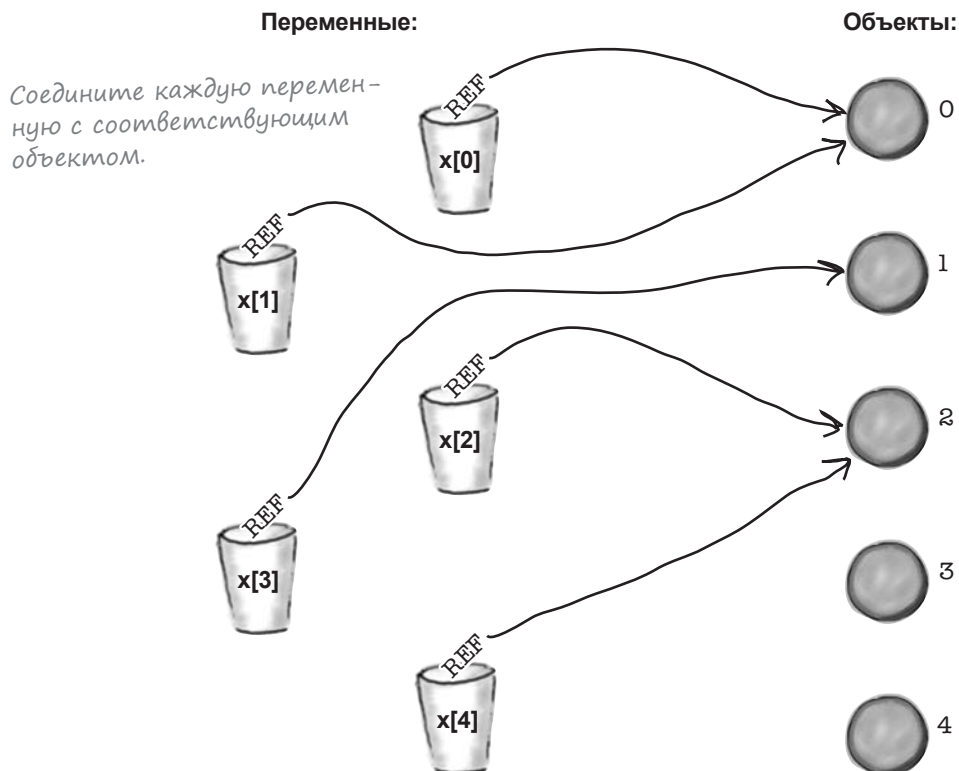 Переменные:
Объекты:
Соедините каждую перемен-
ную с соответствующим
объектом.
REF
x[0]
0
REF
x[1]
1
REF
x[2]
2
REF
x[3]
3
REF
x[4]
4